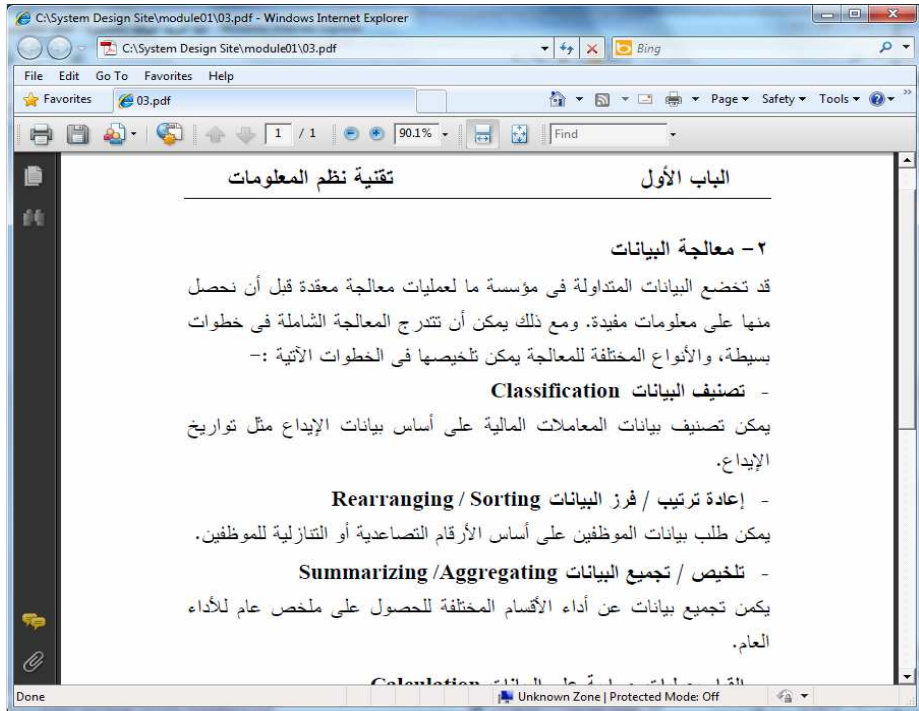 C:\System Design Site\module01\03.pdf - Windows Internet Explorer
C:\System Design Site\module01\03.pdf
Bing
File Edit Go To Favorites Help
Favorites 03.pdf Page Safety Tools
1 / 1 90.1% Find
الباب الأول تقنية نظم المعلومات
٢- معالجة البيانات
قد تخضع البيانات المتداولة فى مؤسسة ما لعمليات معالجة معقدة قبل أن نحصل
منها على معلومات مفيدة. ومع ذلك يمكن أن تتدرج المعالجة الشاملة فى خطوات
بسيطة، والأنواع المختلفة للمعالجة يمكن تلخيصها فى الخطوات الآتية :-
- تصنيف البيانات Classification
يمكن تصنيف بيانات المعاملات المالية على أساس بيانات الإيداع مثل تواريخ
الإيداع.
- إعادة ترتيب / فرز البيانات Rearranging / Sorting
يمكن طلب بيانات الموظفين على أساس الأرقام التصاعدية أو التنازلية للموظفين.
- تلخيص / تجميع البيانات Summarizing /Aggregating
يكمن تجميع بيانات عن أداء الأقسام المختلفة للحصول على ملخص عام للأداء
العام.
البيانات Calculation
Done Unknown Zone | Protected Mode: Off